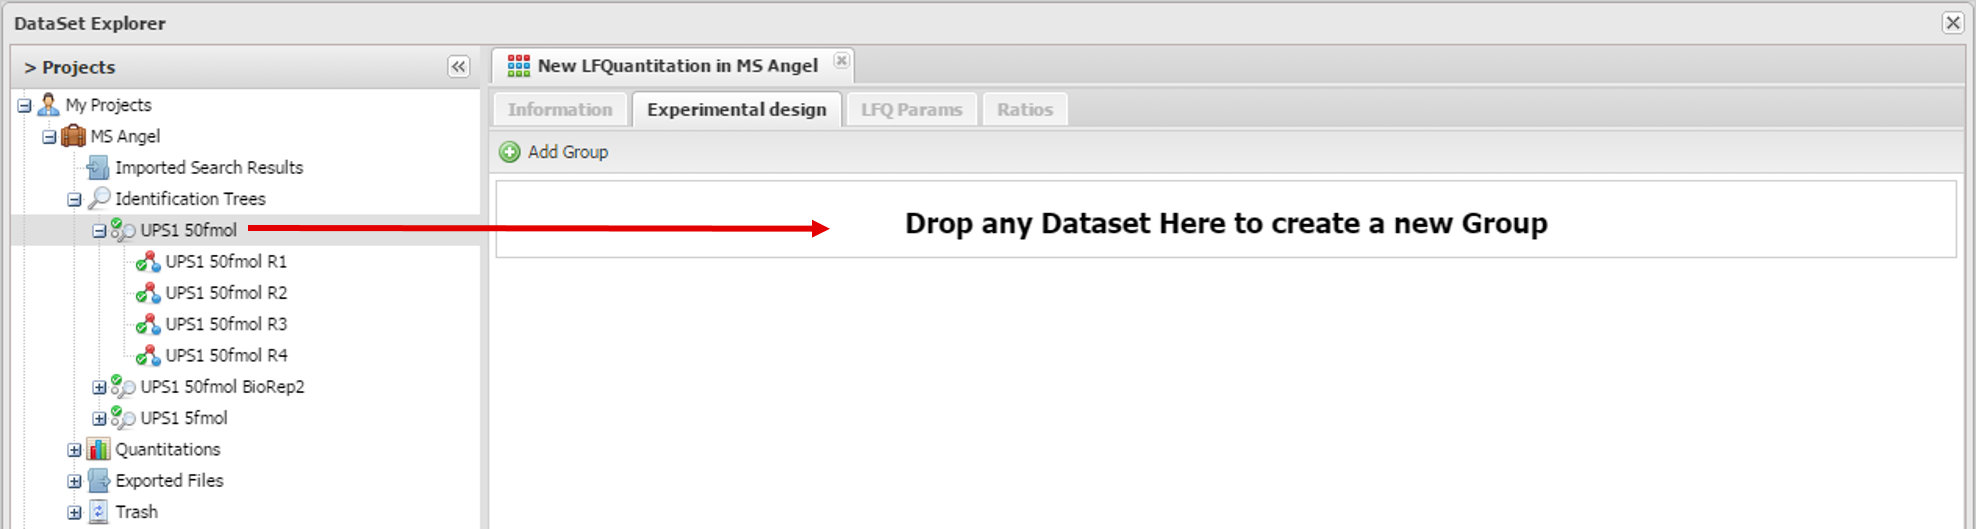 DataSet Explorer
> Projects
My Projects
MS Angel
Imported Search Results
Identification Trees
UPS1 50fmol
UPS1 50fmol R1
UPS1 50fmol R2
UPS1 50fmol R3
UPS1 50fmol R4
UPS1 50fmol BioRep2
UPS1 5fmol
Quantitations
Exported Files
Trash
New LFQuantitation in MS Angel
Information Experimental design LFQ Params Ratios
Add Group
Drop any Dataset Here to create a new Group